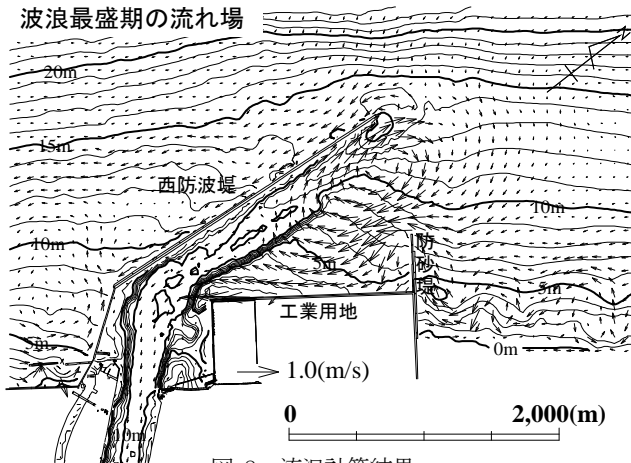 波浪最盛期の流れ場
20m
15m
西防波堤
10m
10m
防砂堤
5m
5m
工業用地
5m
0m
1.0(m/s)
0 2,000(m)
10m